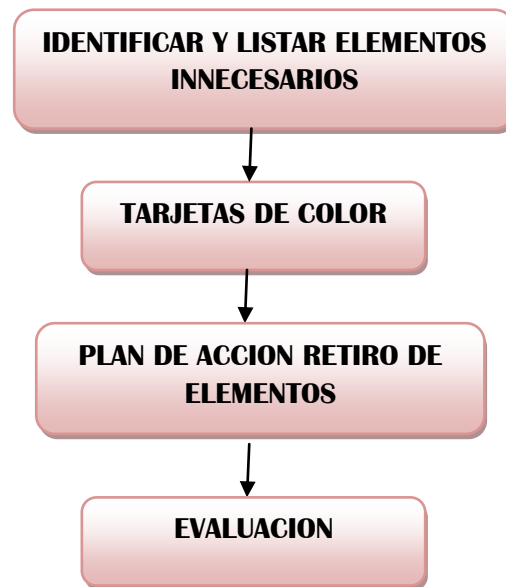 IDENTIFICAR Y LISTAR ELEMENTOS
INNECESARIOS
TARJETAS DE COLOR
PLAN DE ACCION RETIRO DE
ELEMENTOS
EVALUACION